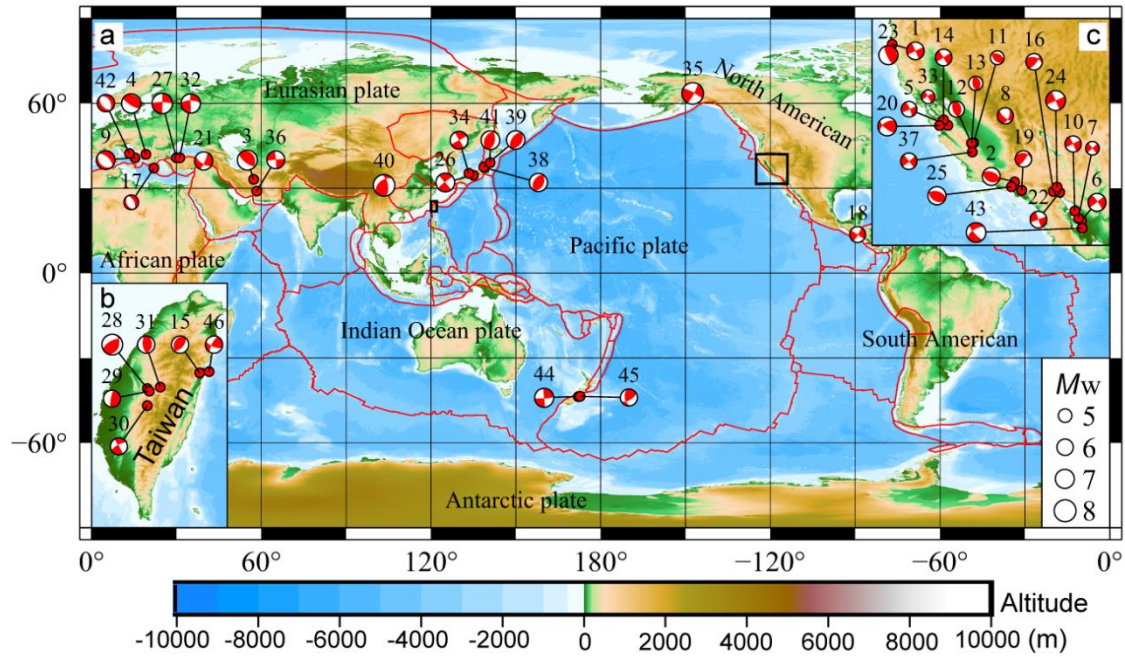 a
c
23 1 14 11 16
42 4 27 32
Eurasian plate
35
North American
60°
34 41 39
33 13 24
5 12 8
20
10 7
9
21 3 36
40
26
38
37
19
17
2
25
6
22
18
43
Pacific plate
African plate
0°
b
28 31 15 46
Indian Ocean plate
South American
29
44 45
Mw
5
30
Taiwan
6
−60°
7
8
Antarctic plate
0° 60° 120° 180° −120° −60° 0°
Altitude
-10000 -8000 -6000 -4000 -2000 0 2000 4000 6000 8000 10000 (m)